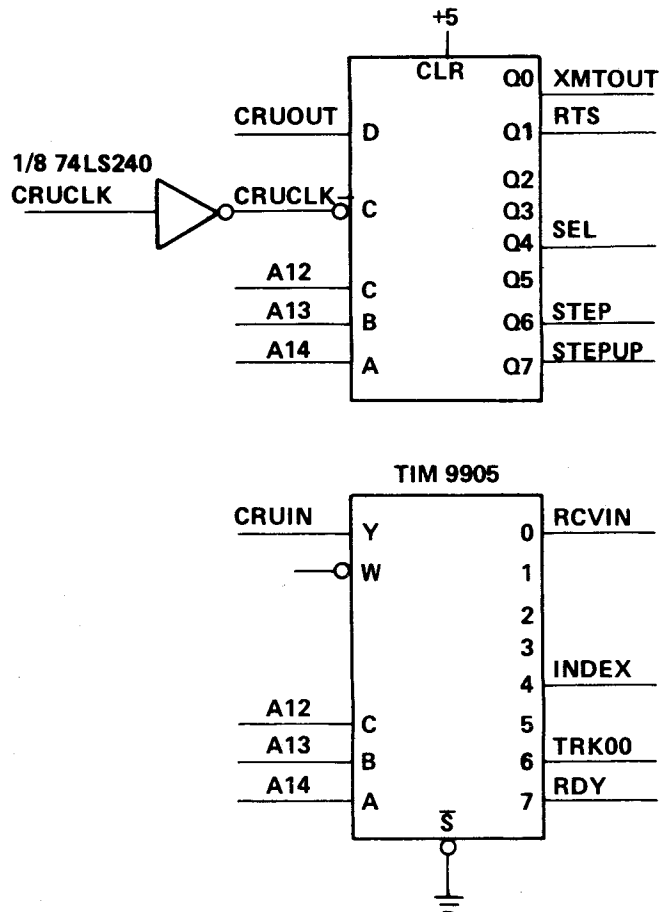 +5
CLR
Q0 XMTOUT
CRUOUT D
Q1 RTS
1/8 74LS240
CRUCLK
CRUCLK C
Q2
Q3
Q4 SEL
A12 C
Q5
A13 B
Q6 STEP
A14 A
Q7 STEPUP
TIM 9905
CRUIN Y
0 RCVIN
W
1
2
3
4 INDEX
A12 C
5
A13 B
6 TRK00
A14 A
7 RDY
S̅